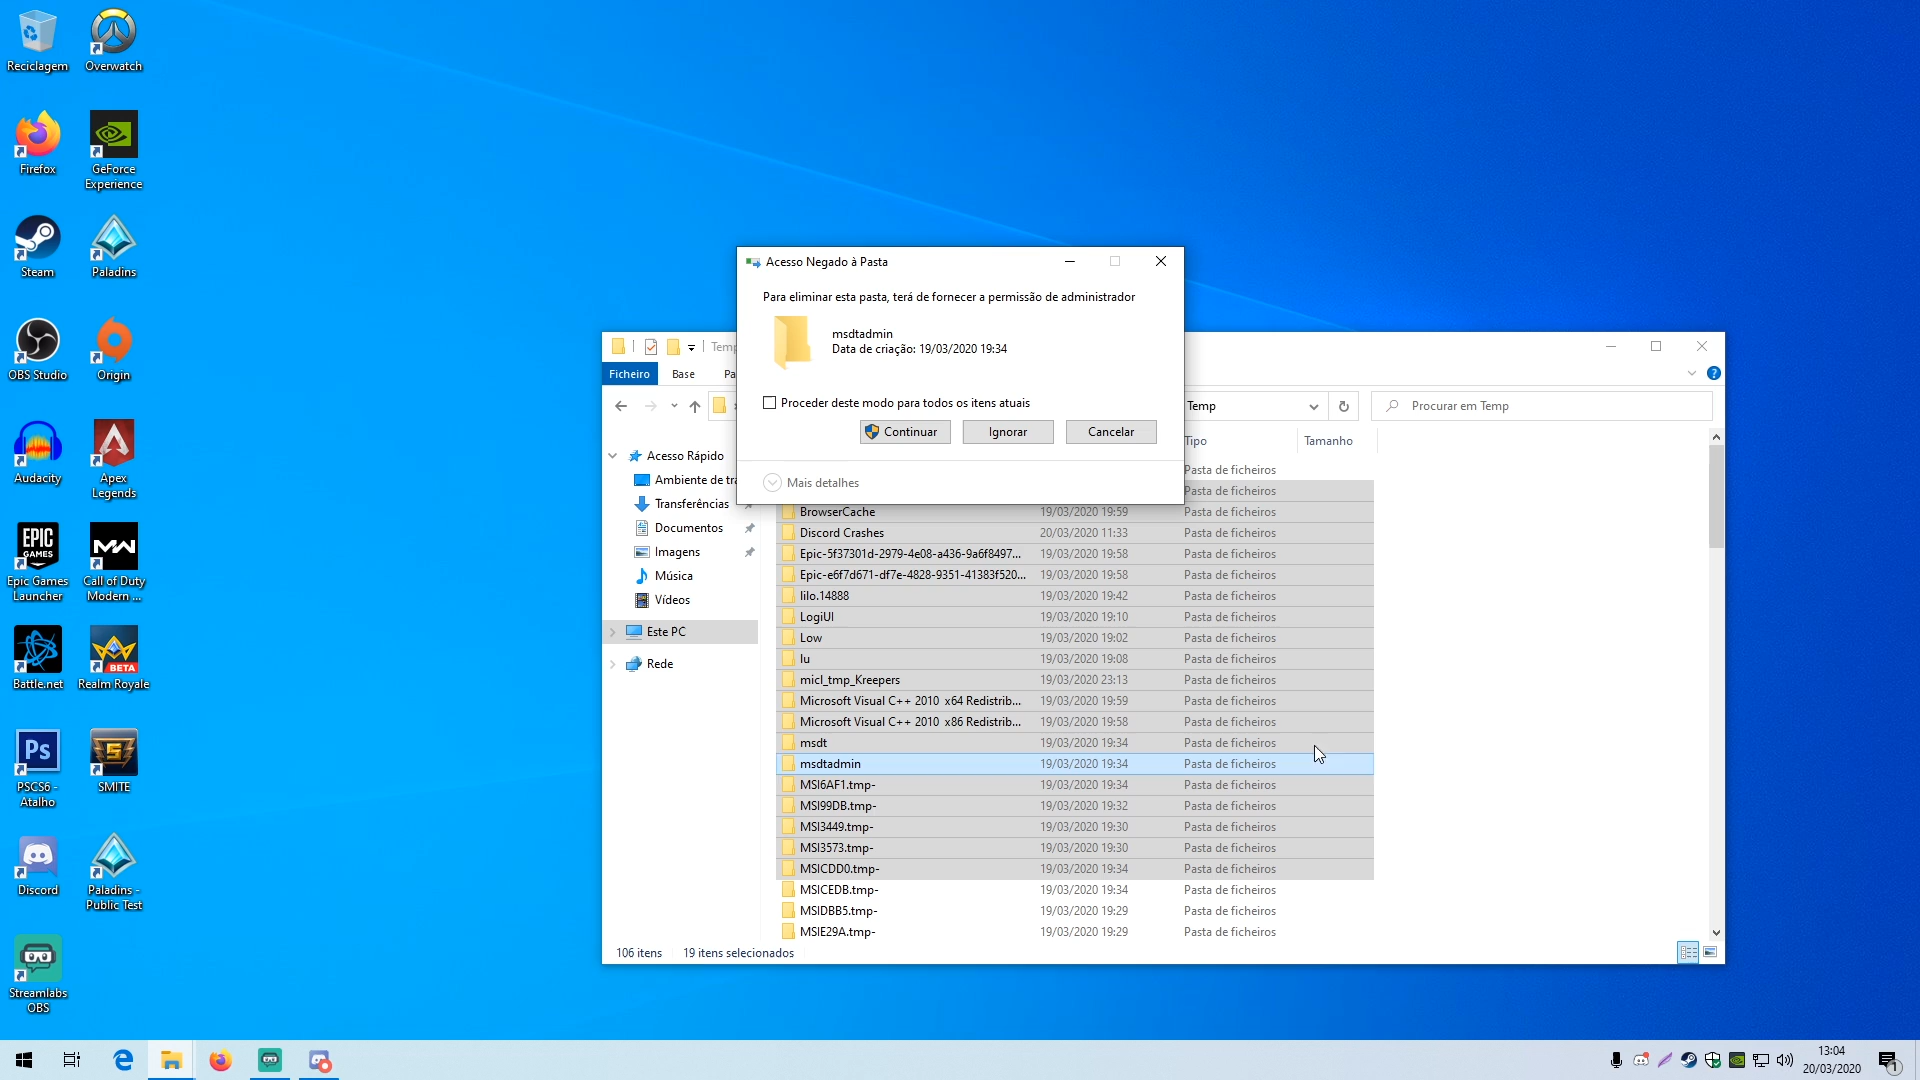 Reciclagem
Overwatch
Firefox
GeForce
Experience
Steam
Paladins
OBS Studio
Origin
Audacity
Apex
Legends
EPIC
GAMES
Epic Games
Launcher
Call of Duty
Modern ...
Battle.net
BETA
Realm Royale
Ps
PSCS6 -
Atalho
SMITE
Discord
Paladins -
Public Test
Streamlabs
OBS
Acesso Negado à Pasta
Para eliminar esta pasta, terá de fornecer a permissão de administrador
msdtadmin
Data de criação: 19/03/2020 19:34
Proceder deste modo para todos os itens atuais
Continuar
Ignorar
Cancelar
Mais detalhes
Ficheiro
Base
Temp
Procurar em Temp
Tipo
Tamanho
Acesso Rápido
Transferências
Documentos
Imagens
Música
Vídeos
Este PC
Rede
Pasta de ficheiros
Pasta de ficheiros
BrowserCache 19/03/2020 19:59 Pasta de ficheiros
Discord Crashes 20/03/2020 11:33 Pasta de ficheiros
Epic-5f37301d-2979-4e08-a436-9a6f8497... 19/03/2020 19:58 Pasta de ficheiros
Epic-e6f7d671-df7e-4828-9351-41383f520... 19/03/2020 19:58 Pasta de ficheiros
lilo.14888 19/03/2020 19:42 Pasta de ficheiros
LogiUI 19/03/2020 19:10 Pasta de ficheiros
Low 19/03/2020 19:02 Pasta de ficheiros
lu 19/03/2020 19:08 Pasta de ficheiros
micl_tmp_Kreepers 19/03/2020 23:13 Pasta de ficheiros
Microsoft Visual C++ 2010 x64 Redistrib... 19/03/2020 19:59 Pasta de ficheiros
Microsoft Visual C++ 2010 x86 Redistrib... 19/03/2020 19:58 Pasta de ficheiros
msdt 19/03/2020 19:34 Pasta de ficheiros
msdtadmin 19/03/2020 19:34 Pasta de ficheiros
MSI6AF1.tmp- 19/03/2020 19:34 Pasta de ficheiros
MSI99DB.tmp- 19/03/2020 19:32 Pasta de ficheiros
MSI3449.tmp- 19/03/2020 19:30 Pasta de ficheiros
MSI3573.tmp- 19/03/2020 19:30 Pasta de ficheiros
MSICDD0.tmp- 19/03/2020 19:34 Pasta de ficheiros
MSICEDB.tmp- 19/03/2020 19:34 Pasta de ficheiros
MSIDBB5.tmp- 19/03/2020 19:29 Pasta de ficheiros
MSIE29A.tmp- 19/03/2020 19:29 Pasta de ficheiros
106 itens 19 itens selecionados
13:04
20/03/2020
1